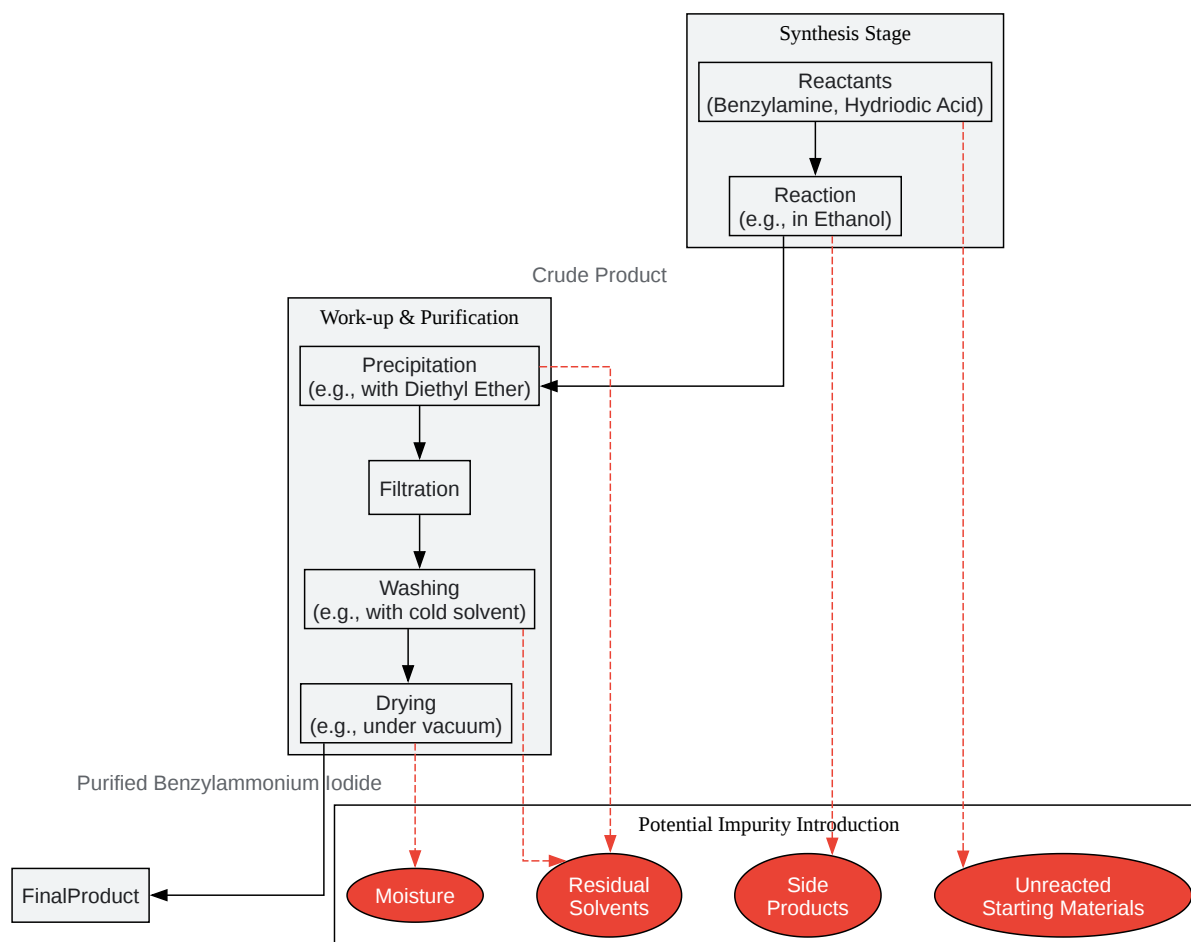 Synthesis Stage
Reactants
(Benzylamine, Hydriodic Acid)
Reaction
(e.g., in Ethanol)
Crude Product
Work-up & Purification
Precipitation
(e.g., with Diethyl Ether)
Filtration
Washing
(e.g., with cold solvent)
Drying
(e.g., under vacuum)
Purified Benzylammonium Iodide
Potential Impurity Introduction
FinalProduct
Moisture
Residual
Solvents
Side
Products
Unreacted
Starting Materials